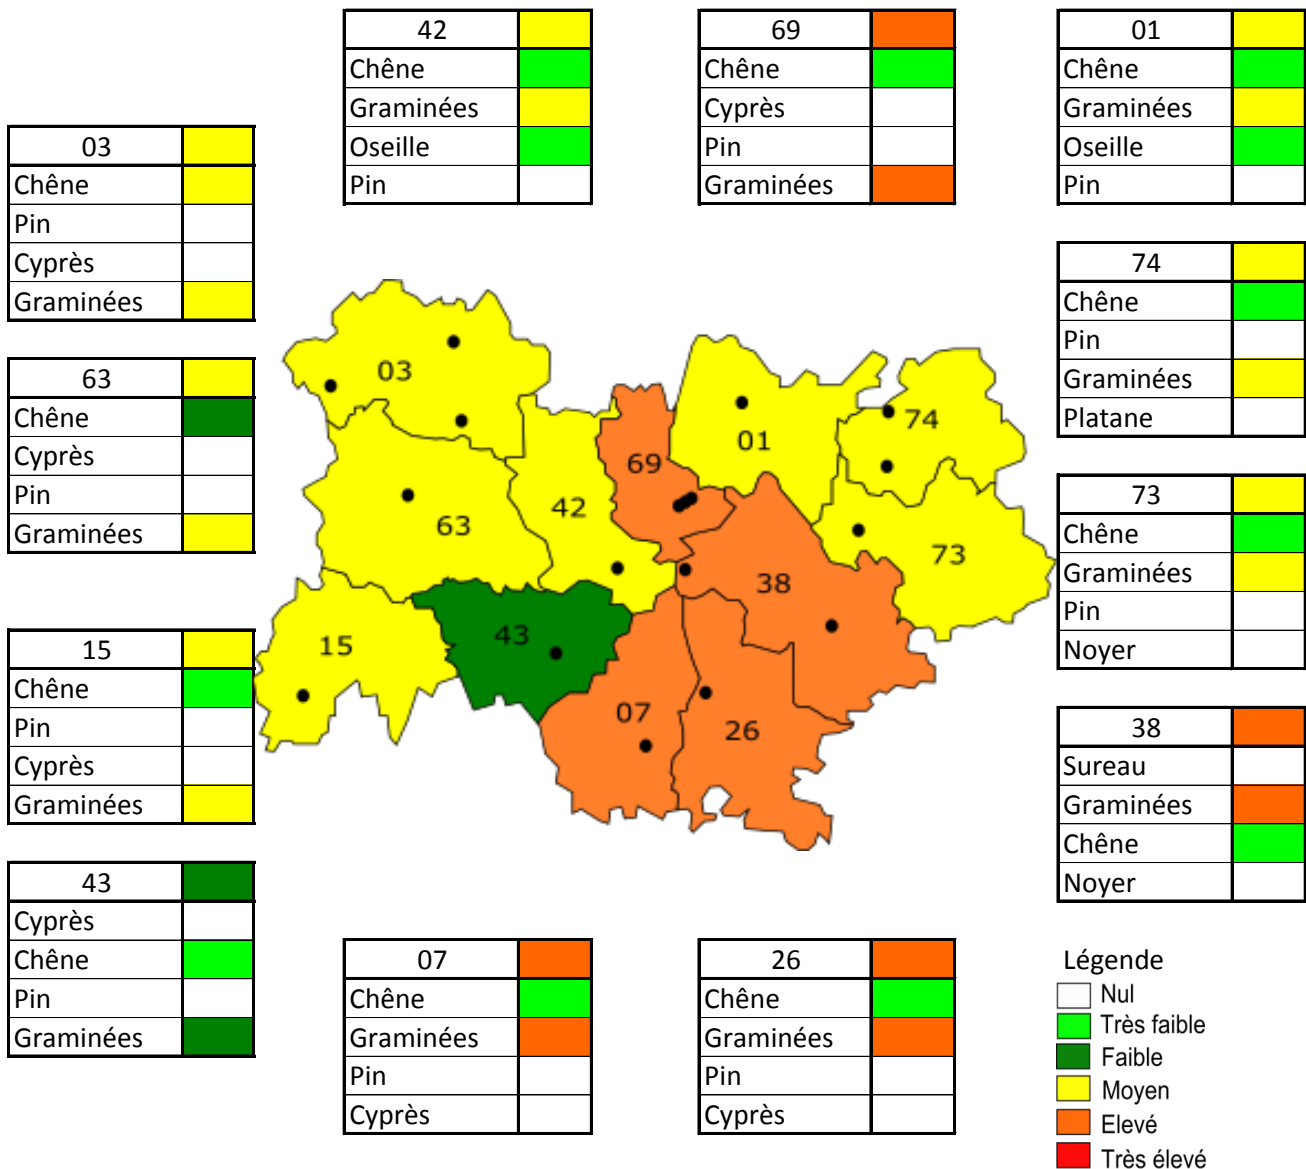 42
Chêne
Graminées
Oseille
Pin
69
Chêne
Cyprès
Pin
Graminées
01
Chêne
Graminées
Oseille
Pin
03
Chêne
Pin
Cyprès
Graminées
74
Chêne
Pin
Graminées
Platane
63
Chêne
Cyprès
Pin
Graminées
73
Chêne
Graminées
Pin
Noyer
15
Chêne
Pin
Cyprès
Graminées
38
Sureau
Graminées
Chêne
Noyer
43
Cyprès
Chêne
Pin
Graminées
07
Chêne
Graminées
Pin
Cyprès
26
Chêne
Graminées
Pin
Cyprès
03
74
01
69
42
63
73
38
43
15
07
26
Légende
Nul
Très faible
Faible
Moyen
Elevé
Très élevé